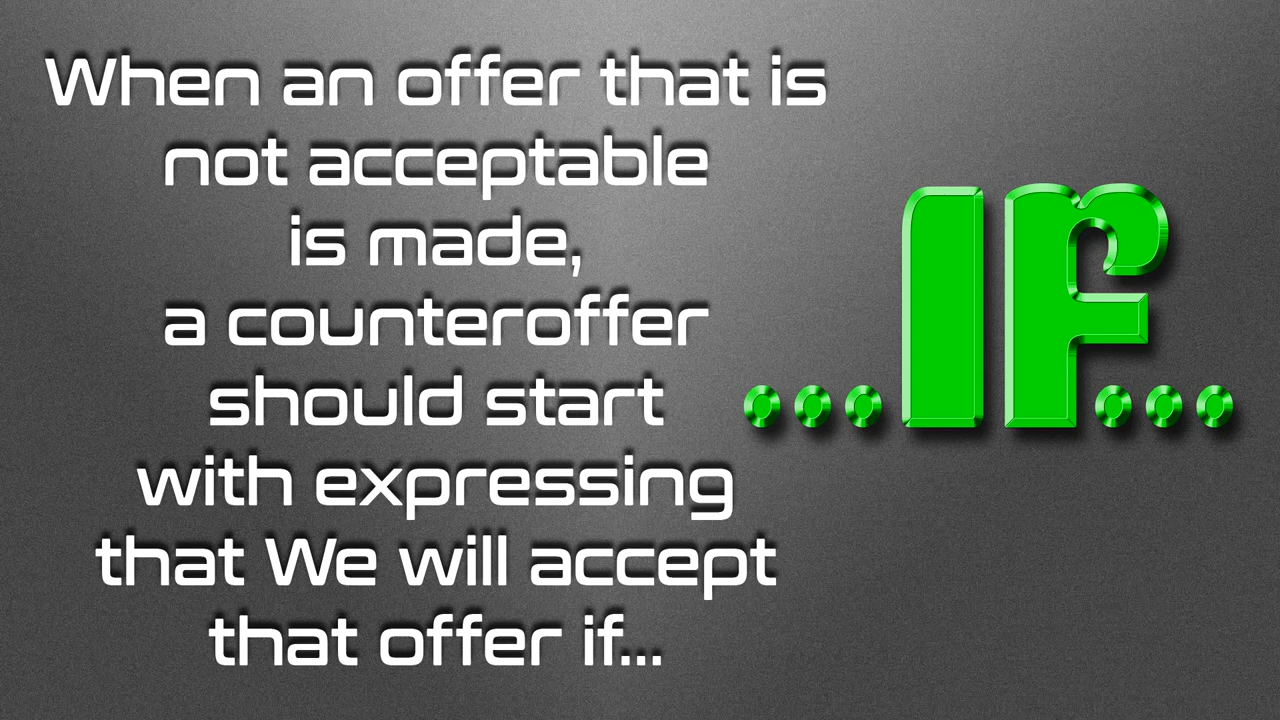 When an offer that is
not acceptable
is made,
a counteroffer
should start
with expressing
that We will accept
that offer if...
...IF...